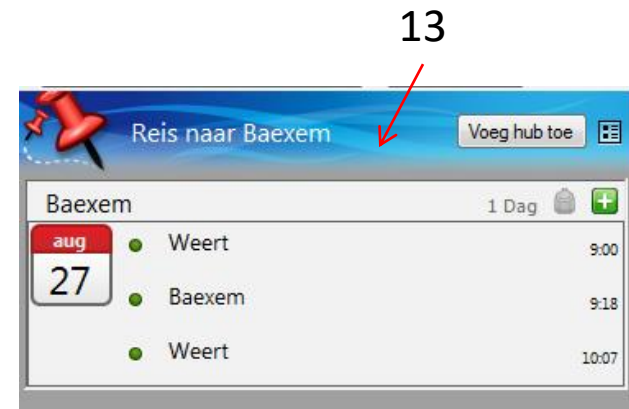 13
Reis naar Baexem Voeg hub toe
Baexem 1 Dag
aug
27
Weert 9:00
Baexem 9:18
Weert 10:07